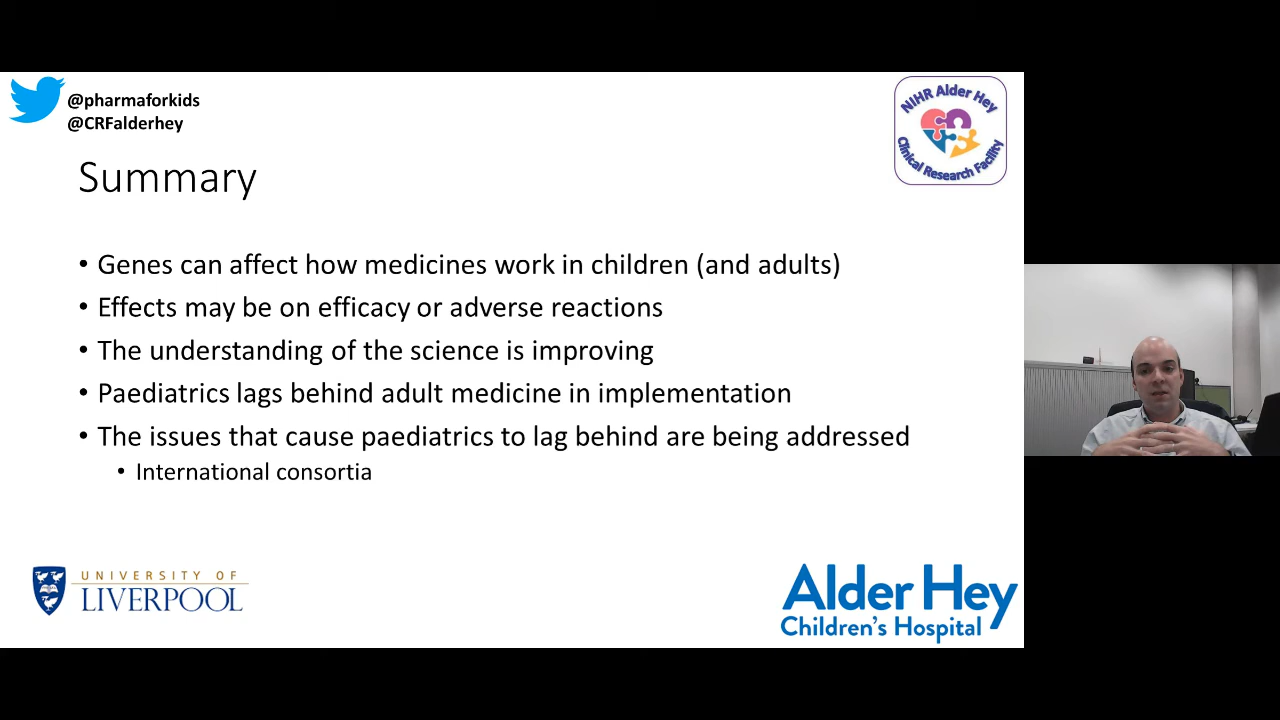 @pharmaforkids
@CRFalderhey
NIHR Alder Hey
Clinical Research Facility
Summary
• Genes can affect how medicines work in children (and adults)
• Effects may be on efficacy or adverse reactions
• The understanding of the science is improving
• Paediatrics lags behind adult medicine in implementation
• The issues that cause paediatrics to lag behind are being addressed
• International consortia
UNIVERSITY OF
LIVERPOOL
Alder Hey
Children's Hospital